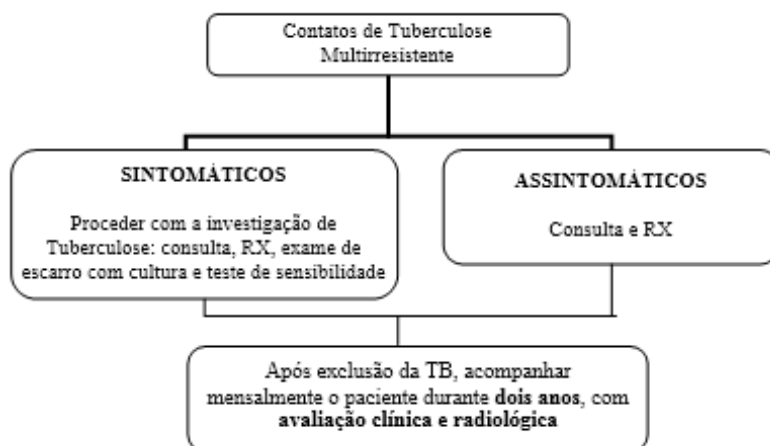 Contatos de Tuberculose
Multirresistente
SINTOMÁTICOS
Proceder com a investigação de
Tuberculose: consulta, RX, exame de
escarro com cultura e teste de sensibilidade
ASSINTOMÁTICOS
Consulta e RX
Após exclusão da TB, acompanhar
mensalmente o paciente durante dois anos, com
avaliação clínica e radiológica